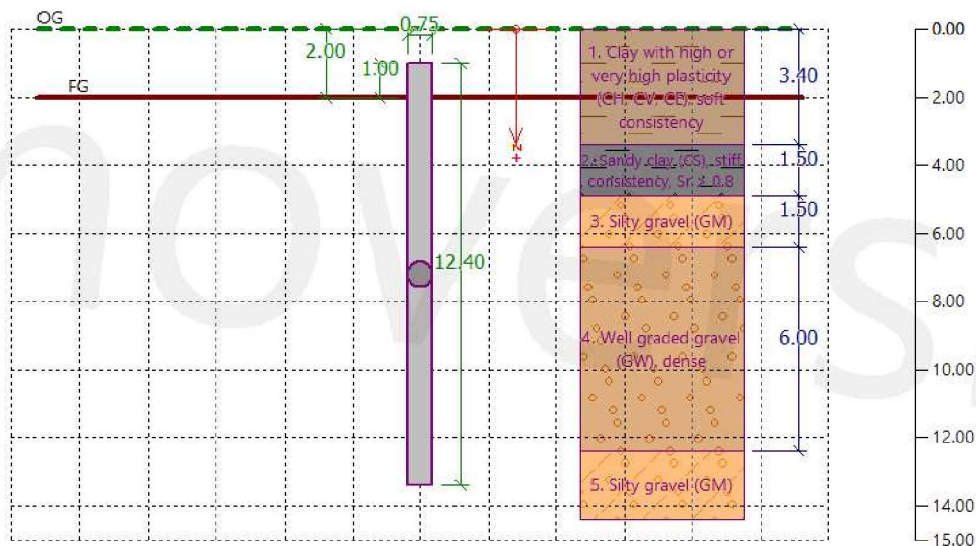 OG
0.75
0.00
2.00
1.00
FG
1. Clay with high or
very high plasticity
(CH, CV, CE), soft
consistency
3.40
2.00
2. Sandy clay (CS), stiff
consistency, Sr > 0.8
1.50
4.00
3. Silty gravel (GM)
1.50
6.00
12.40
8.00
4. Well graded gravel
(GW), dense
6.00
10.00
12.00
5. Silty gravel (GM)
14.00
15.00
novers